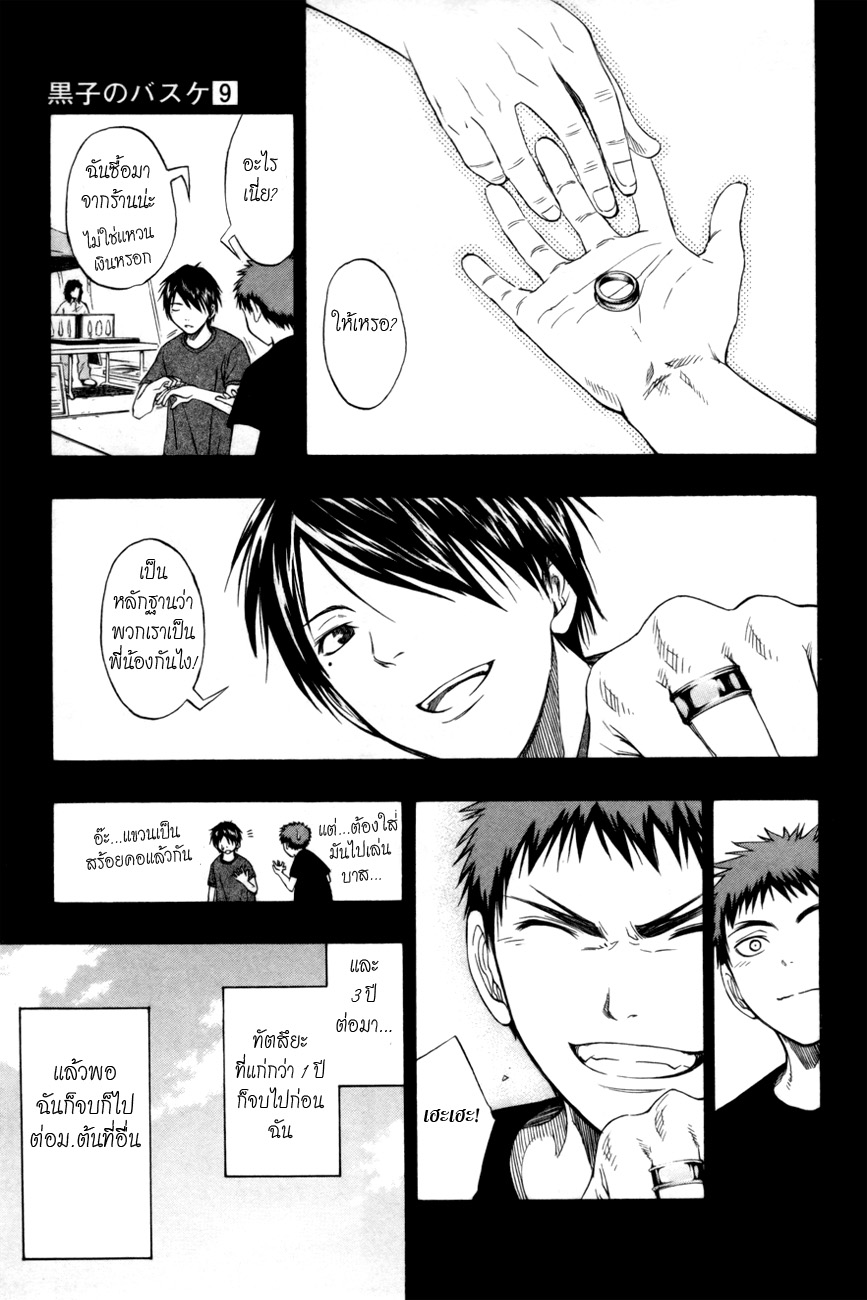 黒子のバスケ 9
ให้เหรอ?
อะไร
เนี่ย?
ฉันซื้อมา
จากร้านน่ะ
ไม่ใช่แหวน
เงินหรอก
เป็น
หลักฐานว่า
พวกเราเป็น
พี่น้องกันไง!
เฮะเฮะ!
แต่...ต้องใส่
มันไปเล่น
บาส...
อ๊ะ...แขวนเป็น
สร้อยคอแล้วกัน
และ
3 ปี
ต่อมา...
ทัตสึยะ
ที่แก่กว่า 1 ปี
ก็จบไปก่อน
ฉัน
แล้วพอ
ฉันก็จบก็ไป
ต่อม.ต้นที่อื่น